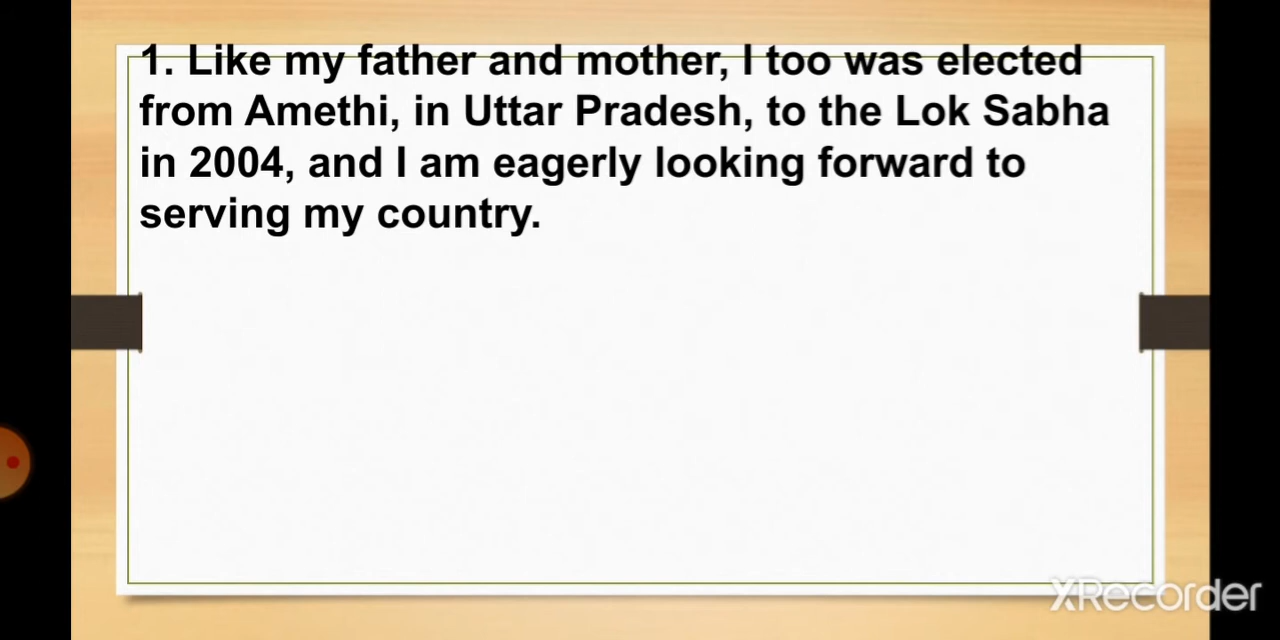 1. Like my father and mother, I too was elected
from Amethi, in Uttar Pradesh, to the Lok Sabha
in 2004, and I am eagerly looking forward to
serving my country.
XRecorder